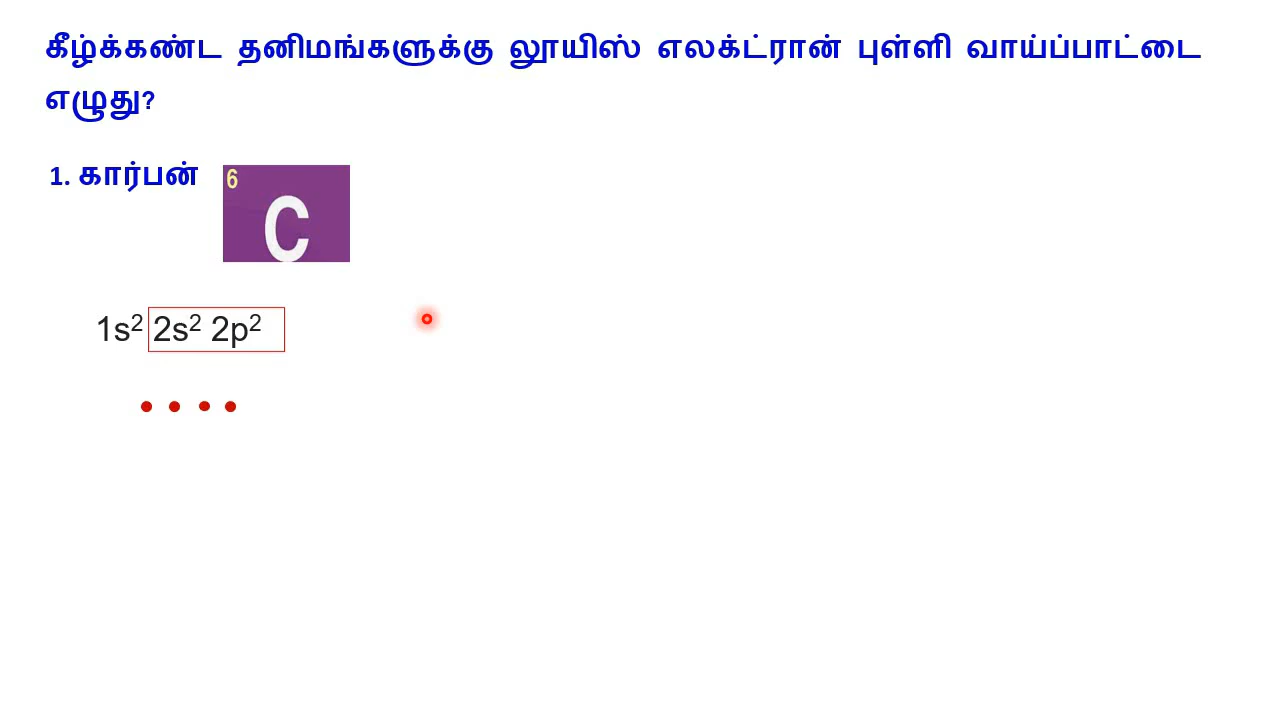 கீழ்க்கண்ட தனிமங்களுக்கு லூயிஸ் எலக்ட்ரான் புள்ளி வாய்ப்பாட்டை
எழுது?
1. கார்பன்
6
C
1s² 2s² 2p²